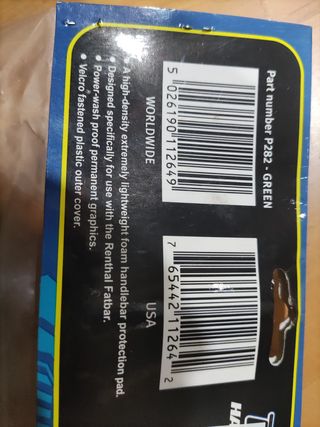 Part number P282 - GREEN
5 026190 112649
WORLDWIDE
7 65442 11264 2
USA
• A high-density extremely lightweight foam handlebar protection pad.
• Designed specifically for use with the Renthal Fatbar.
• Power-wash proof permanent graphics.
• Velcro fastened plastic outer cover.
HA